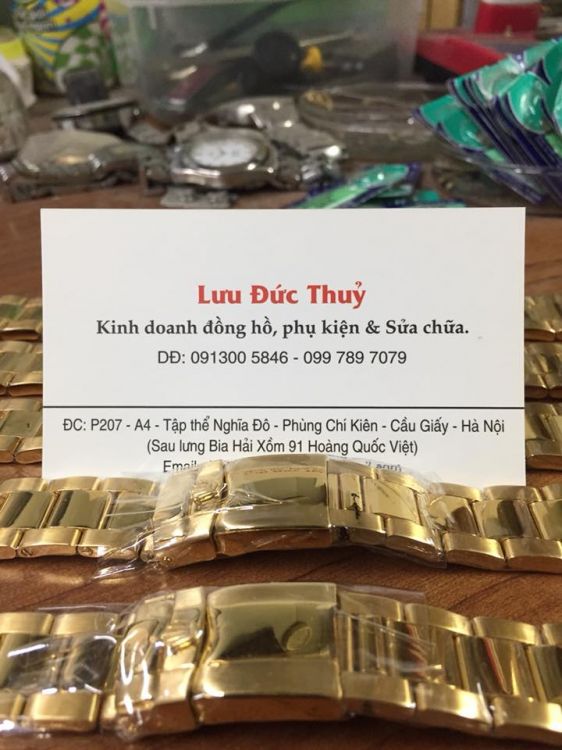 Lưu Đức Thuỷ
Kinh doanh đồng hồ, phụ kiện & Sửa chữa.
DĐ: 091300 5846 - 099 789 7079
ĐC: P207 - A4 - Tập thể Nghĩa Đô - Phùng Chí Kiên - Cầu Giấy - Hà Nội
(Sau lưng Bia Hải Xồm 91 Hoàng Quốc Việt)
Email